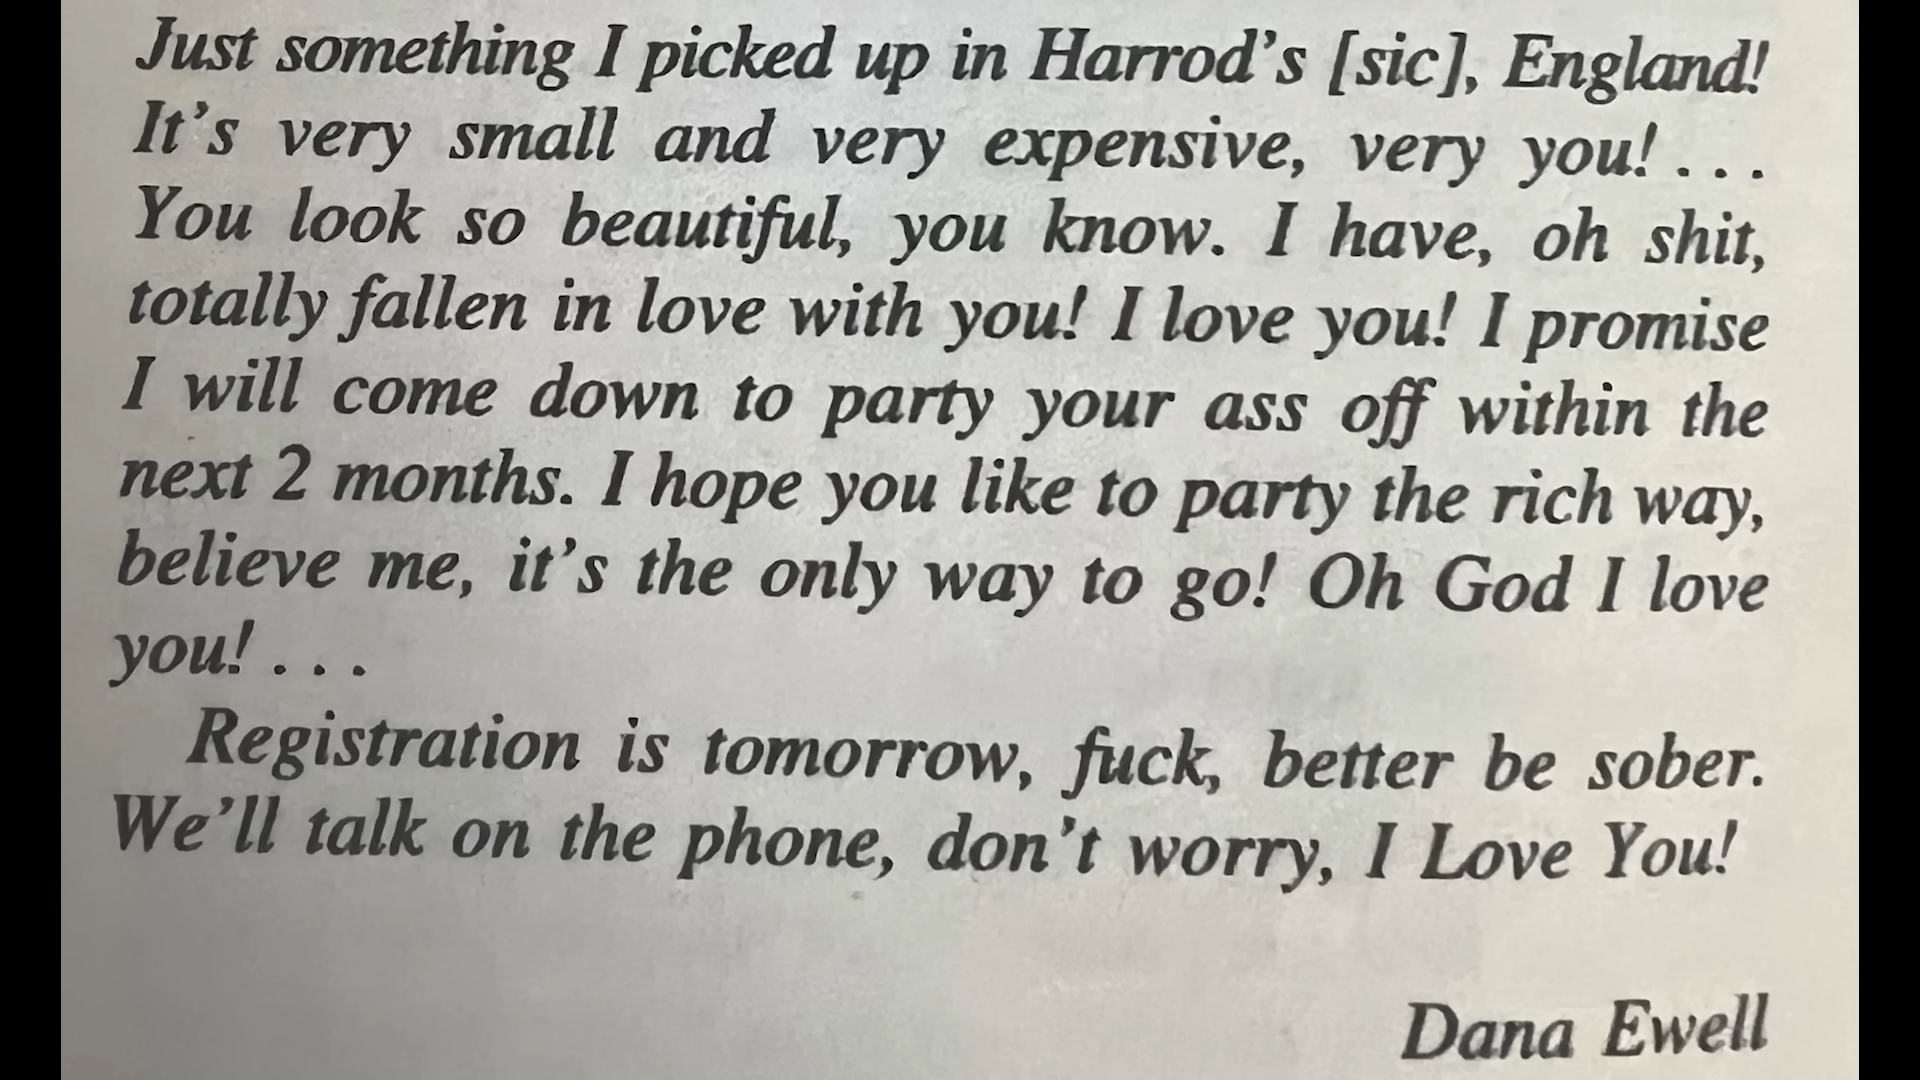 Just something I picked up in Harrod's [sic], England!
It's very small and very expensive, very you! . . .
You look so beautiful, you know. I have, oh shit,
totally fallen in love with you! I love you! I promise
I will come down to party your ass off within the
next 2 months. I hope you like to party the rich way,
believe me, it's the only way to go! Oh God I love
you! . . .
Registration is tomorrow, fuck, better be sober.
We'll talk on the phone, don't worry, I Love You!
Dana Ewell